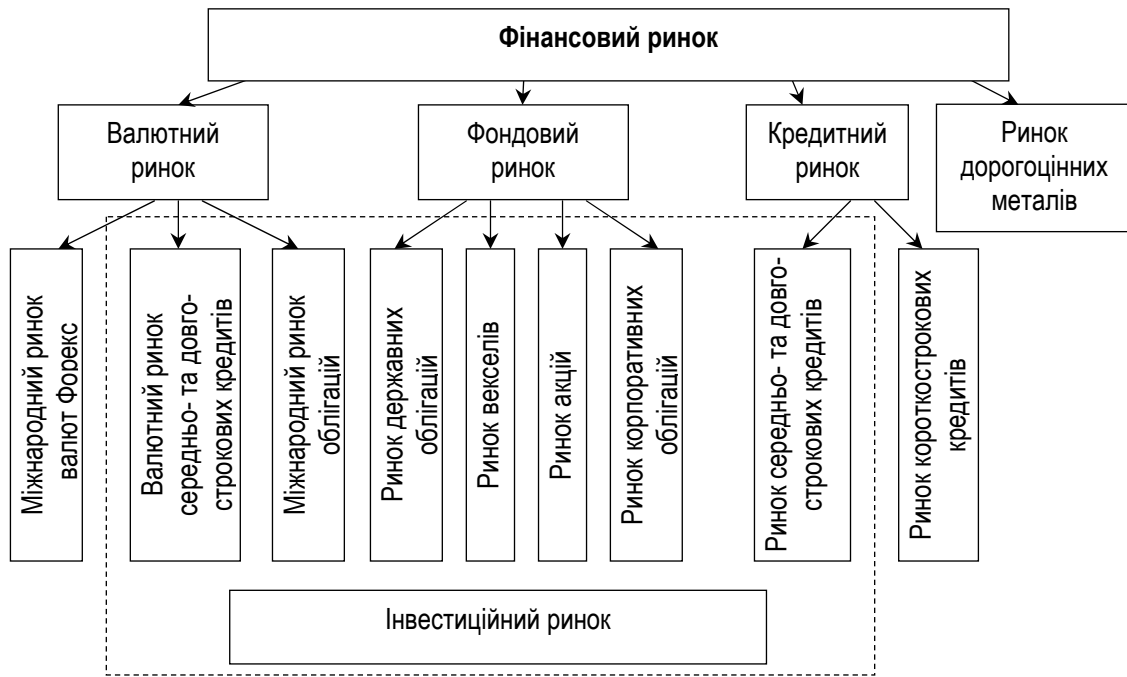 Фінансовий ринок
Валютний
ринок
Фондовий
ринок
Кредитний
ринок
Ринок
дорогоцінних
металів
Міжнародний ринок
валют Форекс
Валютний ринок
середньо- та довго-
строкових кредитів
Міжнародний ринок
облігацій
Ринок державних
облігацій
Ринок векселів
Ринок акцій
Ринок корпоративних
облігацій
Ринок середньо- та довго-
строкових кредитів
Ринок короткострокових
кредитів
Інвестиційний ринок